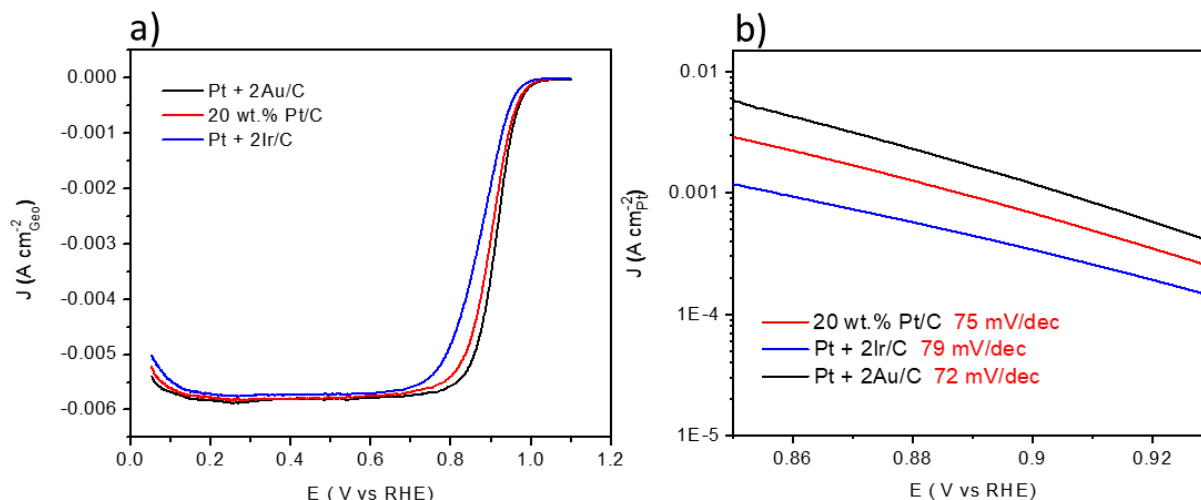 a)
0.000
-0.001
-0.002
-0.003
-0.004
-0.005
-0.006
J (A cm-2Geo)
Pt + 2Au/C
20 wt.% Pt/C
Pt + 2Ir/C
0.0 0.2 0.4 0.6 0.8 1.0 1.2
E ( V vs RHE)
b)
0.01
0.001
1E-4
1E-5
J (A cm-2Pt)
20 wt.% Pt/C 75 mV/dec
Pt + 2Ir/C 79 mV/dec
Pt + 2Au/C 72 mV/dec
0.86 0.88 0.9 0.92
E ( V vs RHE)